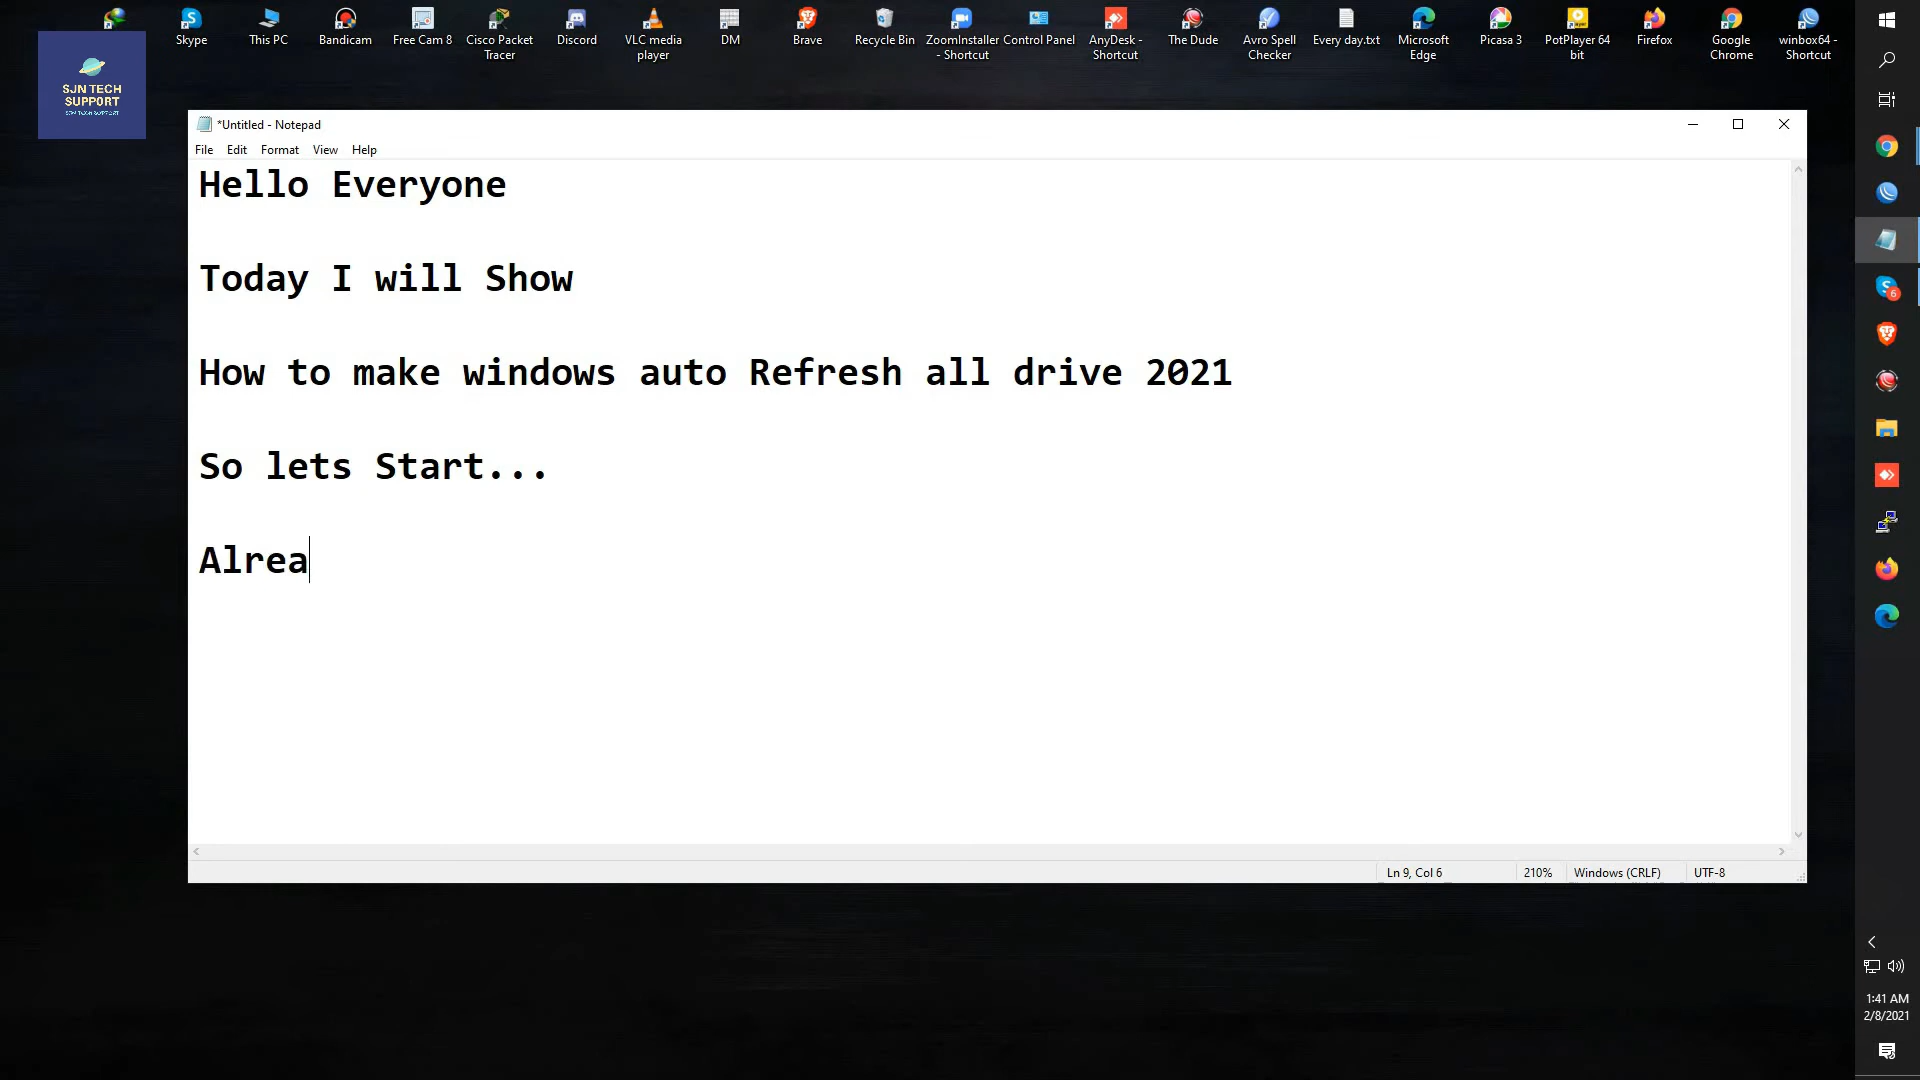 Skype
This PC
Bandicam
Free Cam 8
Cisco Packet
Tracer
Discord
VLC media
player
DM
Brave
Recycle Bin
ZoomInstaller
- Shortcut
Control Panel
AnyDesk -
Shortcut
The Dude
Avro Spell
Checker
Every day.txt
Microsoft
Edge
Picasa 3
PotPlayer 64
bit
Firefox
Google
Chrome
winbox64 -
Shortcut
SJN TECH
SUPPORT
SJN TECH SUPPORT
*Untitled - Notepad
File Edit Format View Help
Hello Everyone
Today I will Show
How to make windows auto Refresh all drive 2021
So lets Start...
Alrea
Ln 9, Col 6 210% Windows (CRLF) UTF-8
6
1:41 AM
2/8/2021